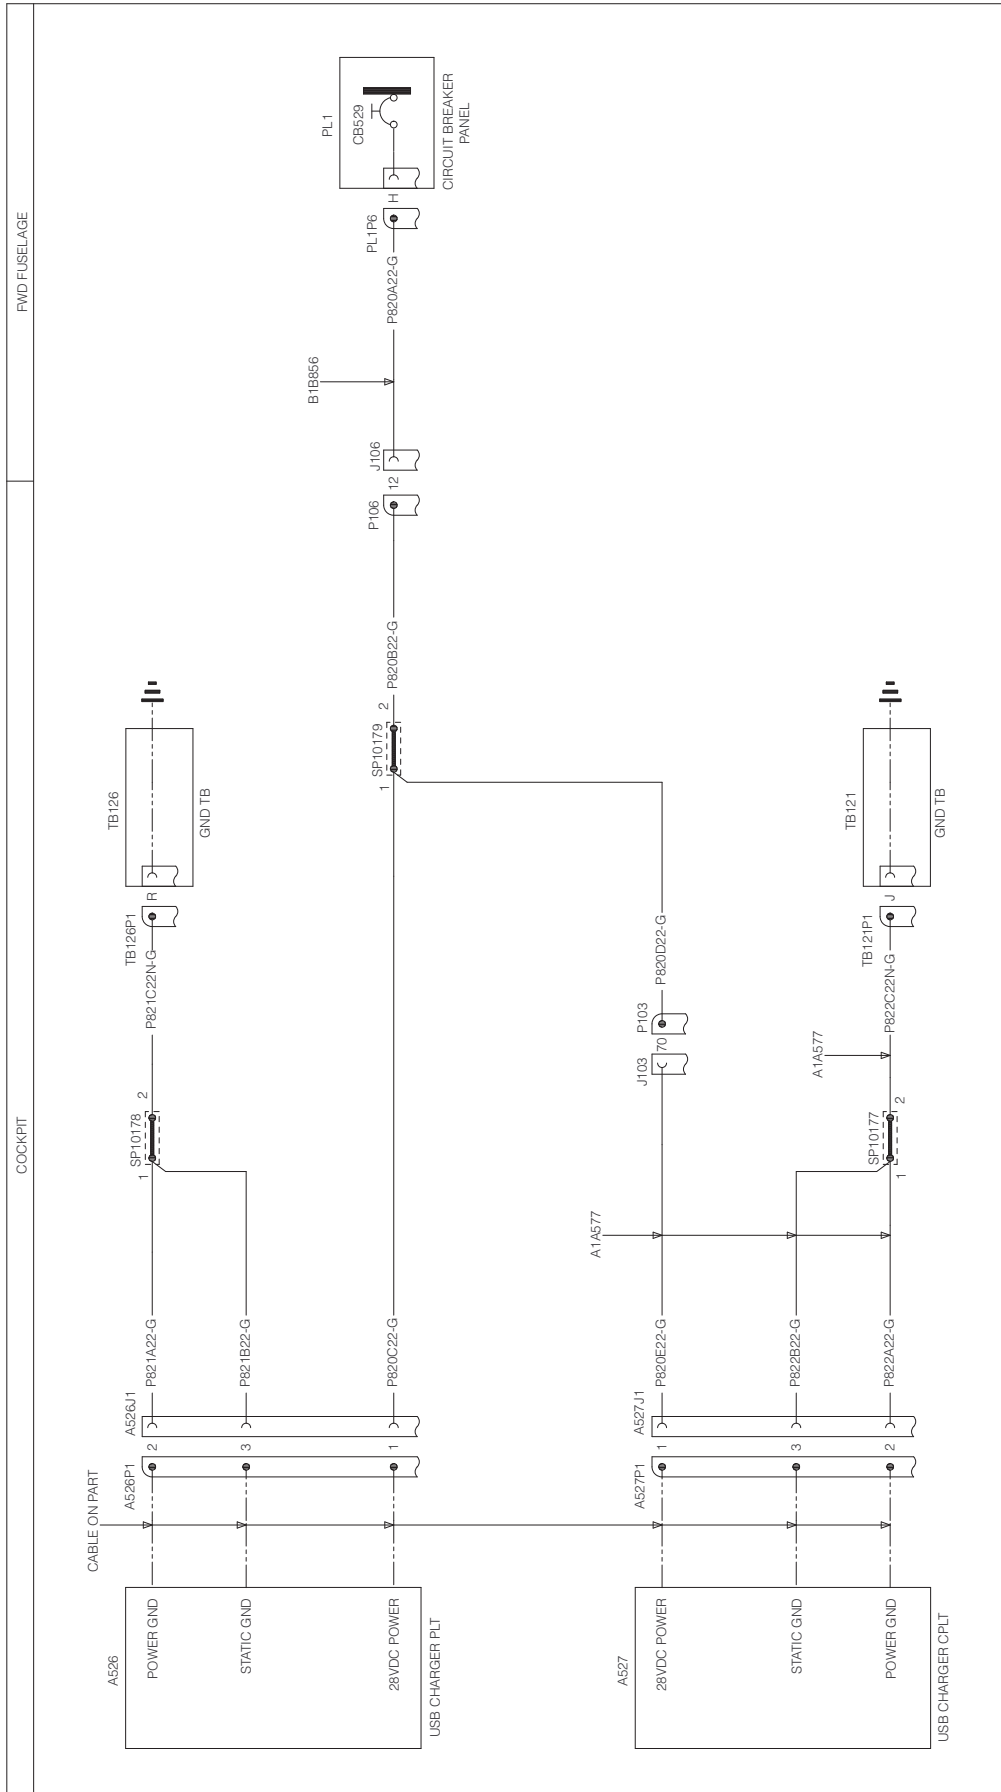 COCKPIT
FWD FUSELAGE
CABLE ON PART
A526
POWER GND
STATIC GND
28VDC POWER
USB CHARGER PLT
A526P1
2
3
1
A526J1
P821A22-G
P821B22-G
P820C22-G
1
SP10178
2
P821C22N-G
TB126P1
R
TB126
GND TB
1
SP10179
2
P820B22-G
P106
12
J106
B1B856
P820A22-G
PL1P6
H
PL1
CB529
CIRCUIT BREAKER
PANEL
A527
28VDC POWER
STATIC GND
POWER GND
USB CHARGER CPLT
A527P1
1
3
2
A527J1
P820E22-G
P822B22-G
P822A22-G
A1A577
J103
70
P103
P820D22-G
1
SP10177
2
A1A577
P822C22N-G
TB121P1
J
TB121
GND TB